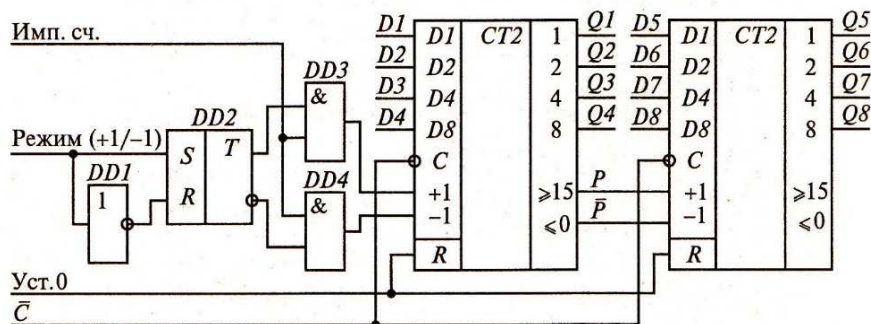 Имп. сч.
Режим (+1/−1)
Уст.0
C̅
DD1
1
DD2
S
T
R
DD3
&
DD4
&
D1
D2
D3
D4
D1
D2
D4
D8
C
+1
−1
R
CT2
1
2
4
8
⩾15
⩽0
Q1
Q2
Q3
Q4
P
P̅
D5
D6
D7
D8
D1
D2
D4
D8
C
+1
−1
R
CT2
1
2
4
8
⩾15
⩽0
Q5
Q6
Q7
Q8